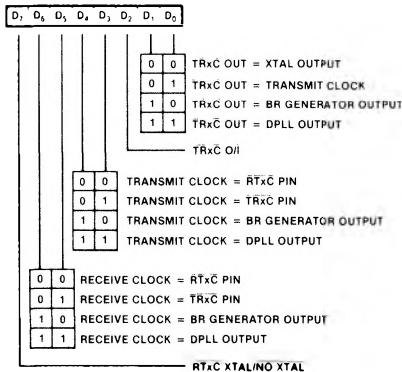 D7 D6 D5 D4 D3 D2 D1 D0
0 0 TRxC OUT = XTAL OUTPUT
0 1 TRxC OUT = TRANSMIT CLOCK
1 0 TRxC OUT = BR GENERATOR OUTPUT
1 1 TRxC OUT = DPLL OUTPUT
TRxC O/I
0 0 TRANSMIT CLOCK = RTxC PIN
0 1 TRANSMIT CLOCK = TRxC PIN
1 0 TRANSMIT CLOCK = BR GENERATOR OUTPUT
1 1 TRANSMIT CLOCK = DPLL OUTPUT
0 0 RECEIVE CLOCK = RTxC PIN
0 1 RECEIVE CLOCK = TRxC PIN
1 0 RECEIVE CLOCK = BR GENERATOR OUTPUT
1 1 RECEIVE CLOCK = DPLL OUTPUT
RTxC XTAL/NO XTAL